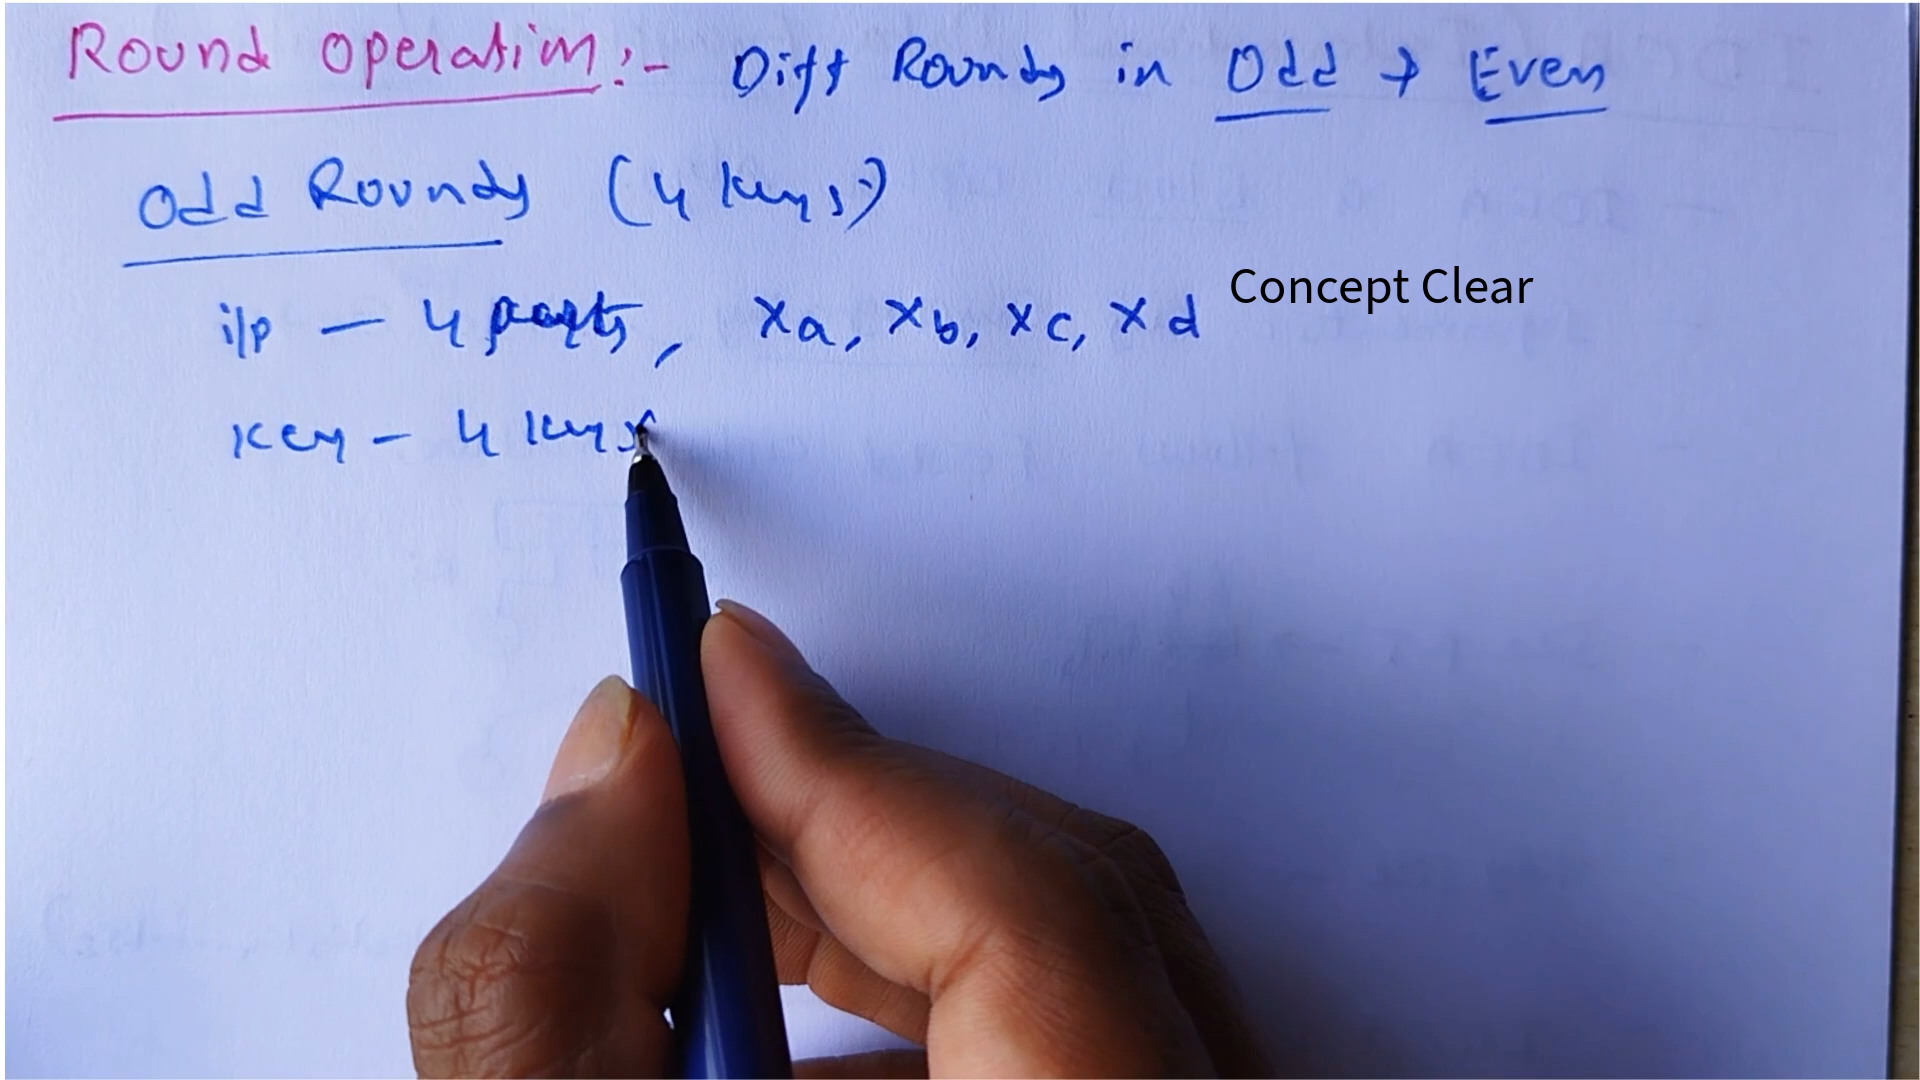 Round Operation:- Diff Rounds in Odd → Even
Odd Rounds (4 keys)
i/p - 4 parts, Xa, Xb, Xc, Xd
Concept Clear
Key - 4 keys